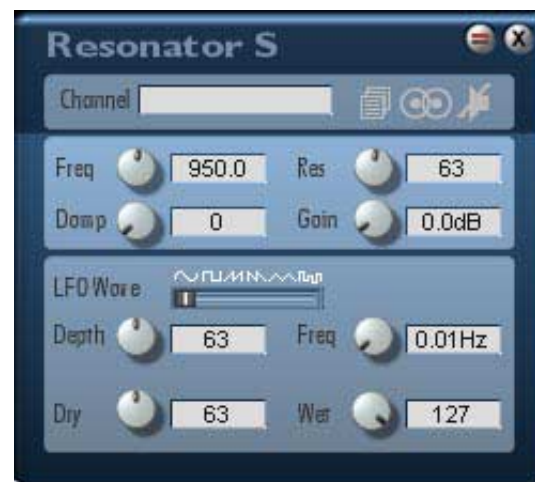 Resonator S
Channel
Freq 950.0 Res 63
Damp 0 Gain 0.0dB
LFO Wave
Depth 63 Freq 0.01Hz
Dry 63 Wet 127